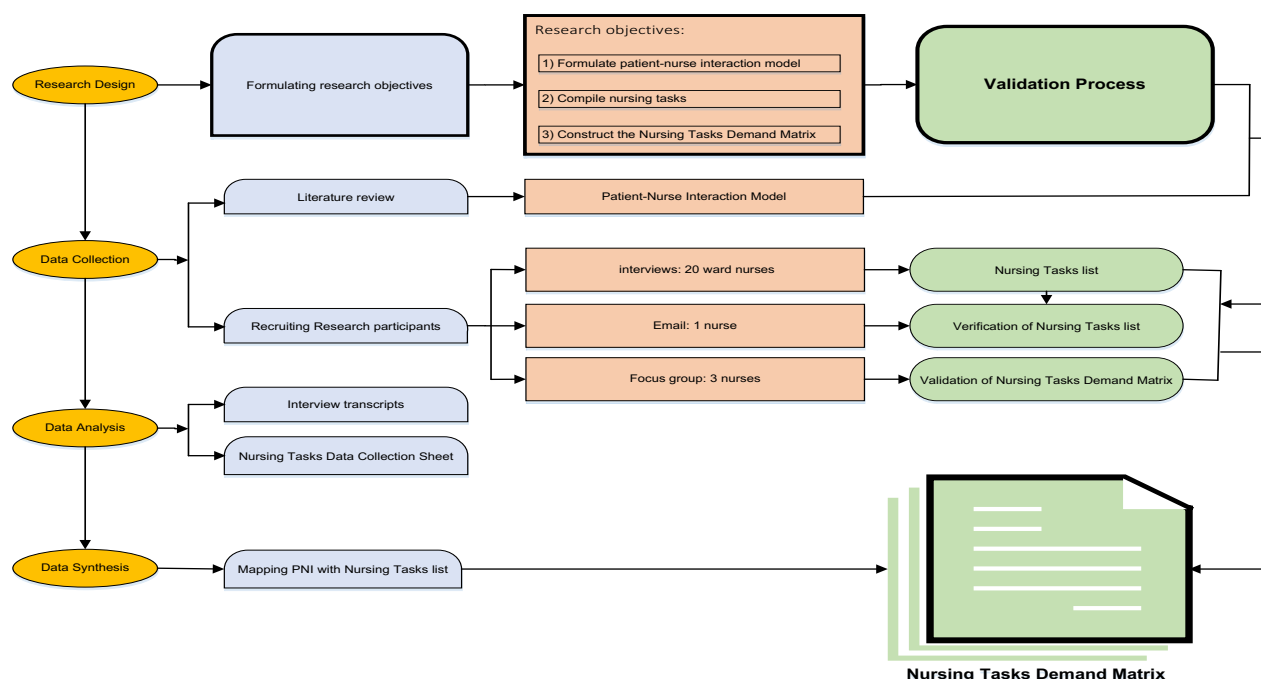 Research Design
Formulating research objectives
Research objectives:
1) Formulate patient-nurse interaction model
2) Compile nursing tasks
3) Construct the Nursing Tasks Demand Matrix
Validation Process
Literature review
Patient-Nurse Interaction Model
Data Collection
interviews: 20 ward nurses
Nursing Tasks list
Recruiting Research participants
Email: 1 nurse
Verification of Nursing Tasks list
Focus group: 3 nurses
Validation of Nursing Tasks Demand Matrix
Interview transcripts
Data Analysis
Nursing Tasks Data Collection Sheet
Data Synthesis
Mapping PNI with Nursing Tasks list
Nursing Tasks Demand Matrix